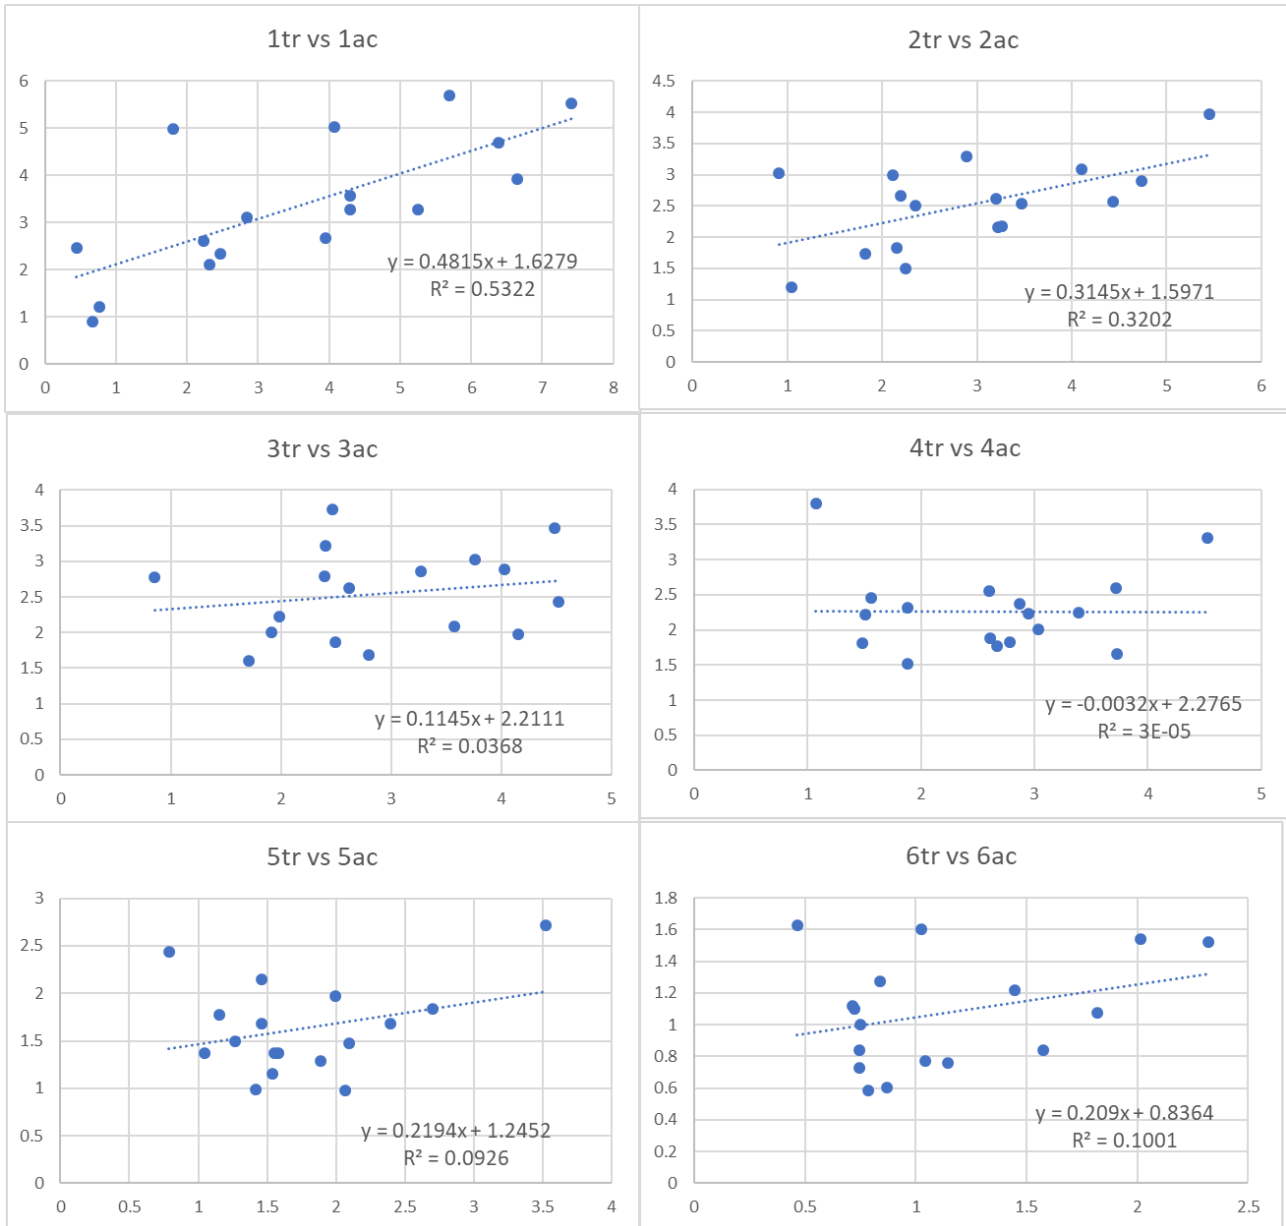 1tr vs 1ac
6
5
4
3
2
1
0
y = 0.4815x + 1.6279
R² = 0.5322
0 1 2 3 4 5 6 7 8
2tr vs 2ac
4.5
4
3.5
3
2.5
2
1.5
1
0.5
0
y = 0.3145x + 1.5971
R² = 0.3202
0 1 2 3 4 5 6
3tr vs 3ac
4
3.5
3
2.5
2
1.5
1
0.5
0
y = 0.1145x + 2.2111
R² = 0.0368
0 1 2 3 4 5
4tr vs 4ac
4
3.5
3
2.5
2
1.5
1
0.5
0
y = -0.0032x + 2.2765
R² = 3E-05
0 1 2 3 4 5
5tr vs 5ac
3
2.5
2
1.5
1
0.5
0
y = 0.2194x + 1.2452
R² = 0.0926
0 0.5 1 1.5 2 2.5 3 3.5 4
6tr vs 6ac
1.8
1.6
1.4
1.2
1
0.8
0.6
0.4
0.2
0
y = 0.209x + 0.8364
R² = 0.1001
0 0.5 1 1.5 2 2.5